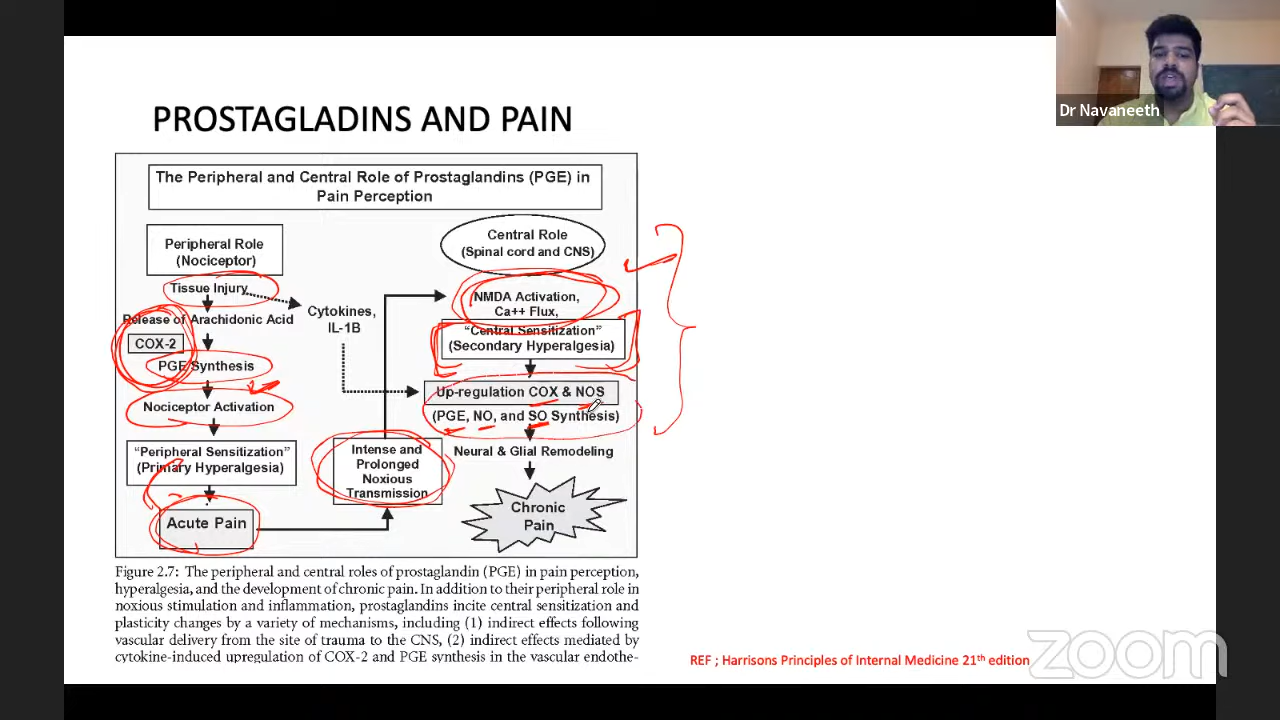 Dr Navaneeth
PROSTAGLADINS AND PAIN
The Peripheral and Central Role of Prostaglandins (PGE) in
Pain Perception
Peripheral Role
(Nociceptor)
Tissue Injury
Release of Arachidonic Acid
COX-2
PGE Synthesis
Nociceptor Activation
"Peripheral Sensitization"
(Primary Hyperalgesia)
Acute Pain
Cytokines,
IL-1B
Intense and
Prolonged
Noxious
Transmission
Central Role
(Spinal cord and CNS)
NMDA Activation,
Ca++ Flux,
"Central Sensitization"
(Secondary Hyperalgesia)
Up-regulation COX & NOS
(PGE, NO, and SO Synthesis)
Neural & Glial Remodeling
Chronic
Pain
Figure 2.7: The peripheral and central roles of prostaglandin (PGE) in pain perception,
hyperalgesia, and the development of chronic pain. In addition to their peripheral role in
noxious stimulation and inflammation, prostaglandins incite central sensitization and
plasticity changes by a variety of mechanisms, including (1) indirect effects following
vascular delivery from the site of trauma to the CNS, (2) indirect effects mediated by
cytokine-induced upregulation of COX-2 and PGE synthesis in the vascular endothe-
REF ; Harrisons Principles of Internal Medicine 21th edition
zoom